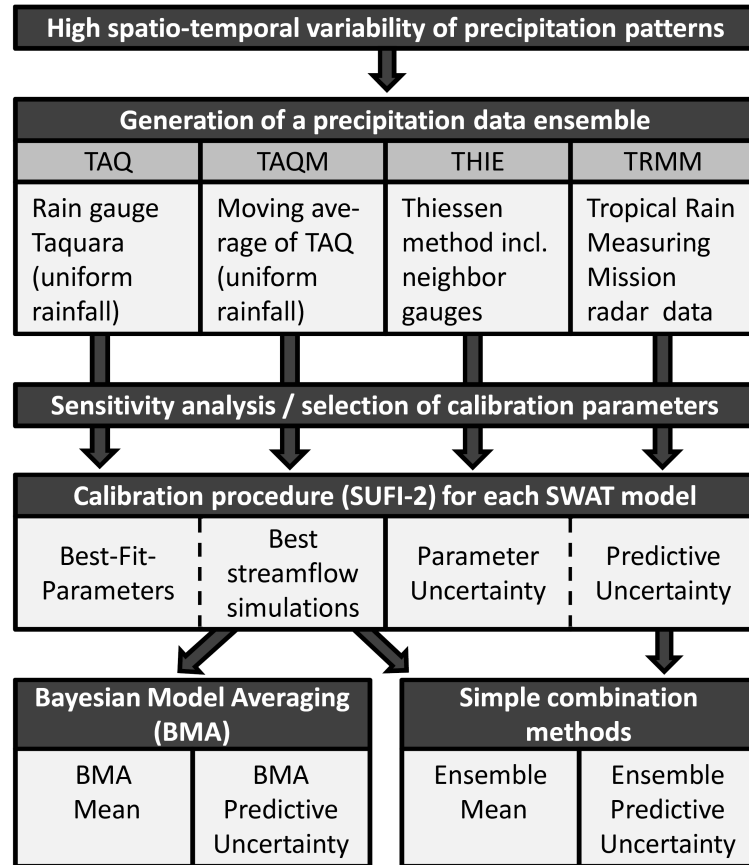 High spatio-temporal variability of precipitation patterns
Generation of a precipitation data ensemble
TAQ
TAQM
THIE
TRMM
Rain gauge
Taquara
(uniform
rainfall)
Moving ave-
rage of TAQ
(uniform
rainfall)
Thiessen
method incl.
neighbor
gauges
Tropical Rain
Measuring
Mission
radar data
Sensitivity analysis / selection of calibration parameters
Calibration procedure (SUFI-2) for each SWAT model
Best-Fit-
Parameters
Best
streamflow
simulations
Parameter
Uncertainty
Predictive
Uncertainty
Bayesian Model Averaging
(BMA)
BMA
Mean
BMA
Predictive
Uncertainty
Simple combination
methods
Ensemble
Mean
Ensemble
Predictive
Uncertainty